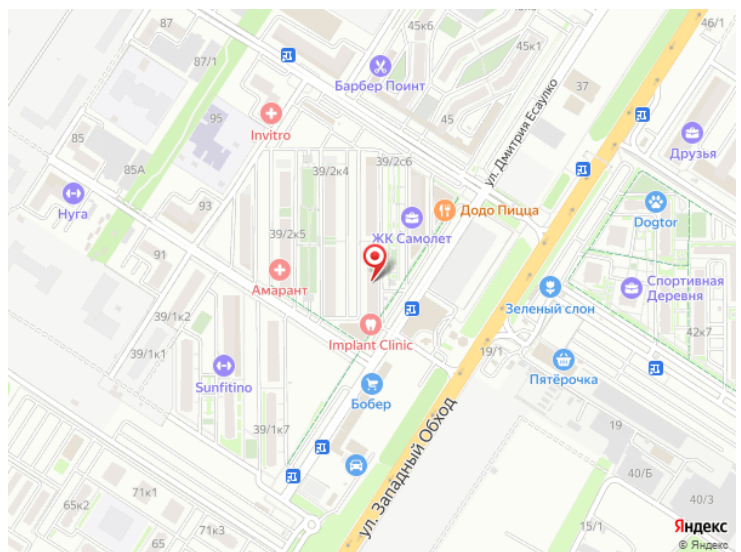 87
45к6
46/1
87/1
45к1
Барбер Поинт
37
45
95
Invitro
85
Друзья
85А
39/2к4
39/2с6
ул. Дмитрия Есаулко
Нуга
93
Додо Пицца
Dogtor
39/2к5
ЖК Самолет
91
Амарант
Спортивная
Деревня
Зеленый слон
39/1к2
Implant Clinic
42к7
39/1к1
19/1
Sunfitino
Пятёрочка
Бобер
39/1к7
19
ул. Западный Обход
40/Б
71к1
65к2
40/3
71к3
65
15/1
Яндекс
© Яндекс